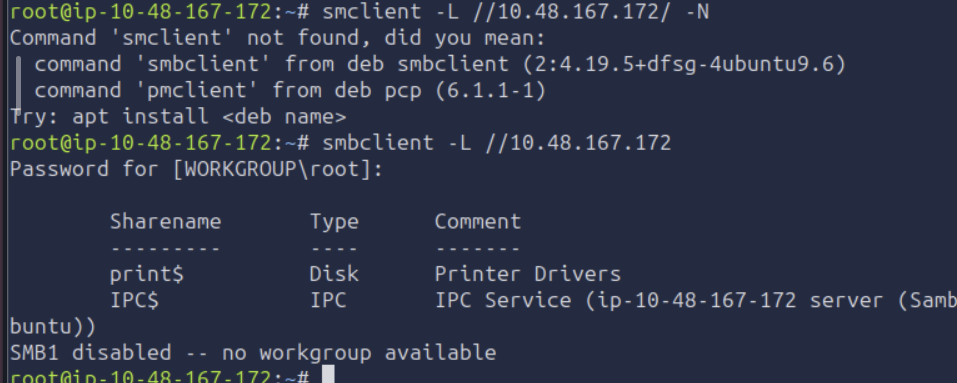 root@ip-10-48-167-172:~# smclient -L //10.48.167.172/ -N
Command 'smclient' not found, did you mean:
command 'smbclient' from deb smbclient (2:4.19.5+dfsg-4ubuntu9.6)
command 'pmclient' from deb pcp (6.1.1-1)
Try: apt install <deb name>
root@ip-10-48-167-172:~# smbclient -L //10.48.167.172
Password for [WORKGROUP\root]:
Sharename Type Comment
--------- ---- -------
print$ Disk Printer Drivers
IPC$ IPC IPC Service (ip-10-48-167-172 server (Samb
buntu))
SMB1 disabled -- no workgroup available
root@ip-10-48-167-172:~#